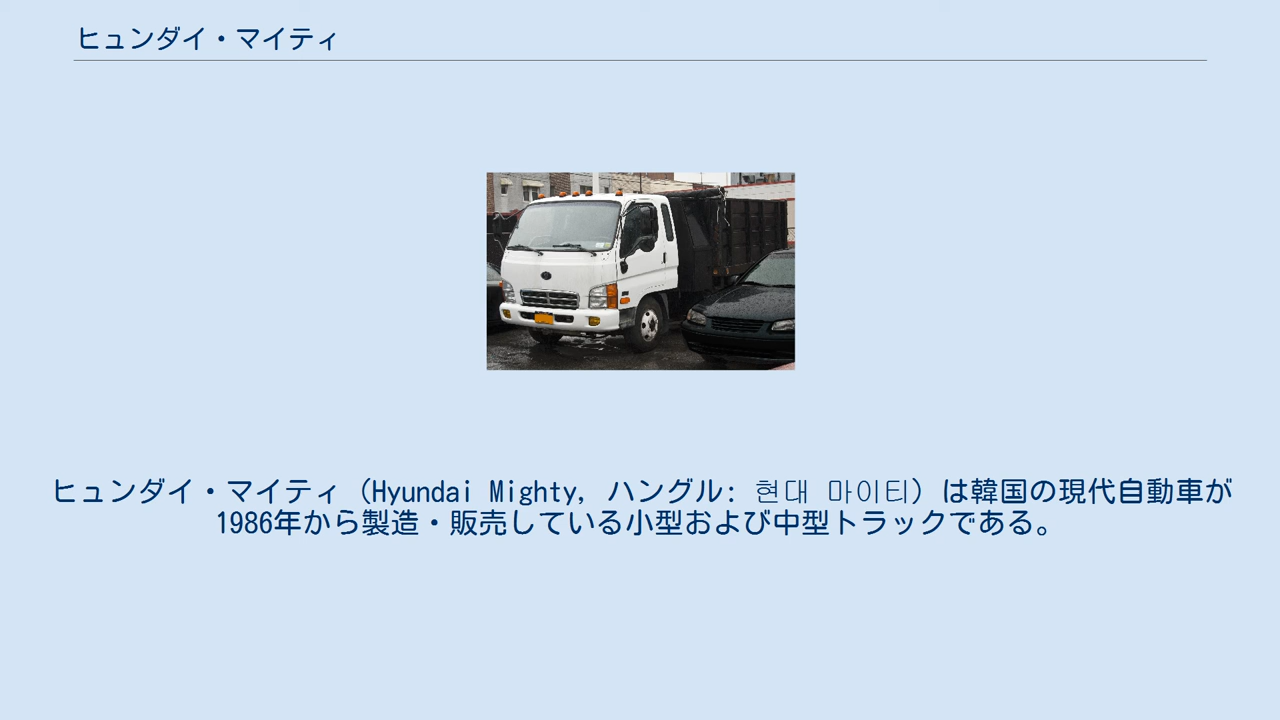 ヒュンダイ・マイティ
ヒュンダイ・マイティ（Hyundai Mighty, ハングル: 현대 마이티）は韓国の現代自動車が
1986年から製造・販売している小型および中型トラックである。